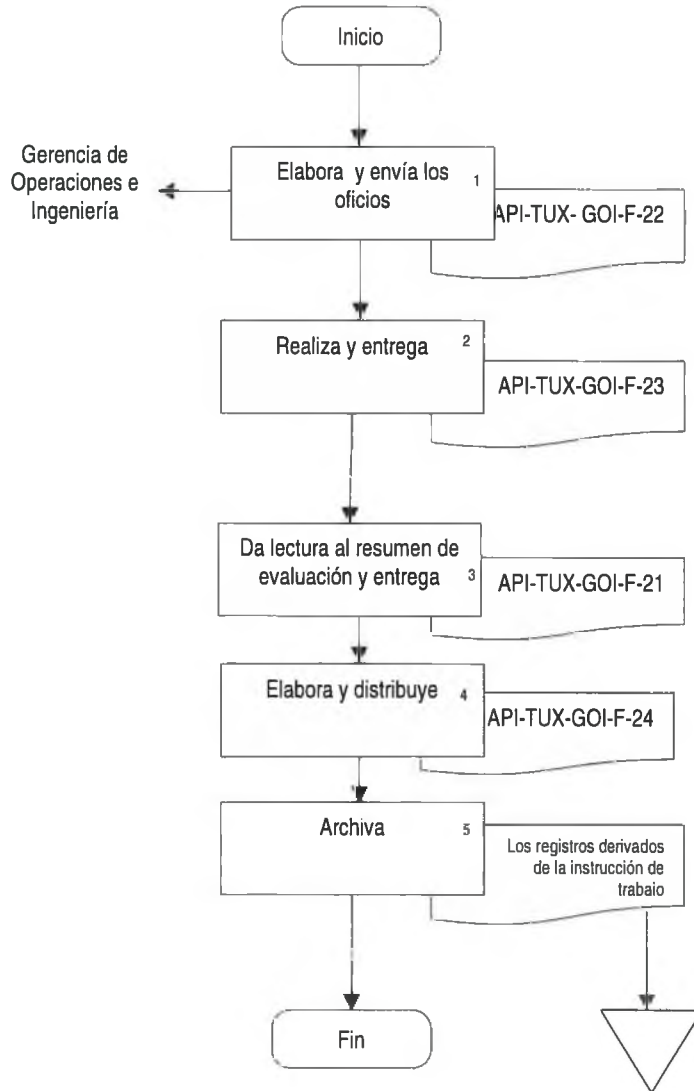 Inicio
Gerencia de
Operaciones e
Ingeniería
Elabora y envía los
oficios
1
API-TUX- GOI-F-22
Realiza y entrega
2
API-TUX-GOI-F-23
Da lectura al resumen de
evaluación y entrega
3
API-TUX-GOI-F-21
Elabora y distribuye
4
API-TUX-GOI-F-24
Archiva
5
Los registros derivados
de la instrucción de
trabajo
Fin